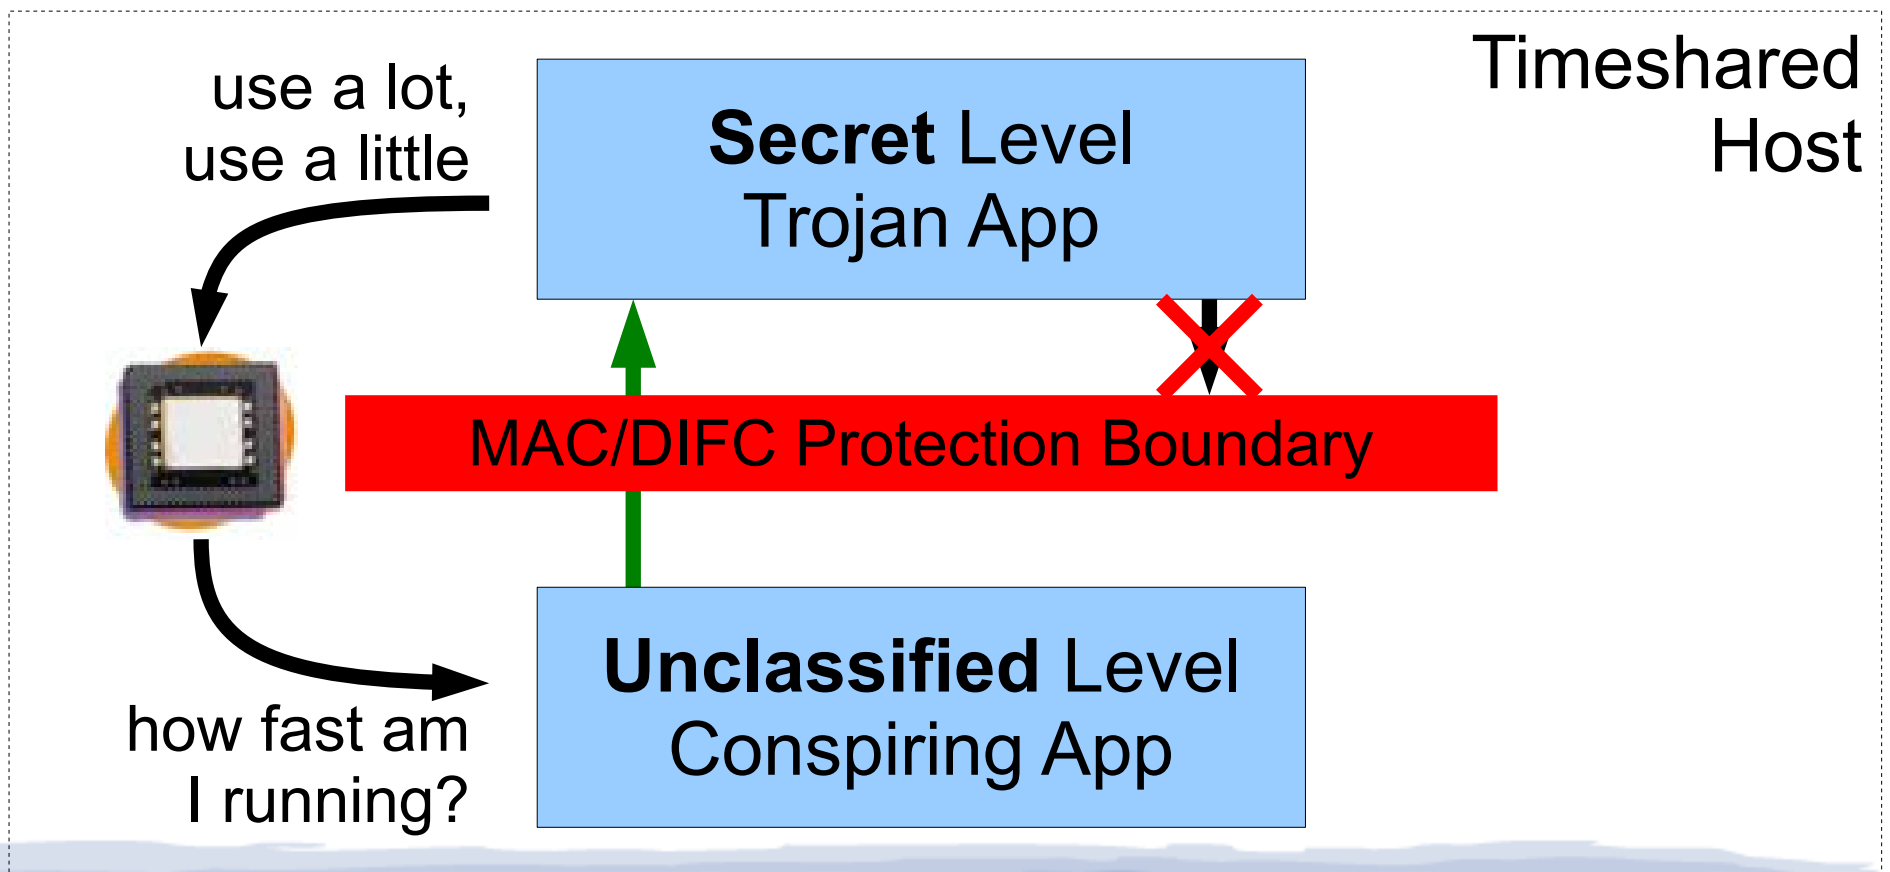 Timeshared
Host
use a lot,
use a little
Secret Level
Trojan App
MAC/DIFC Protection Boundary
Unclassified Level
Conspiring App
how fast am
I running?